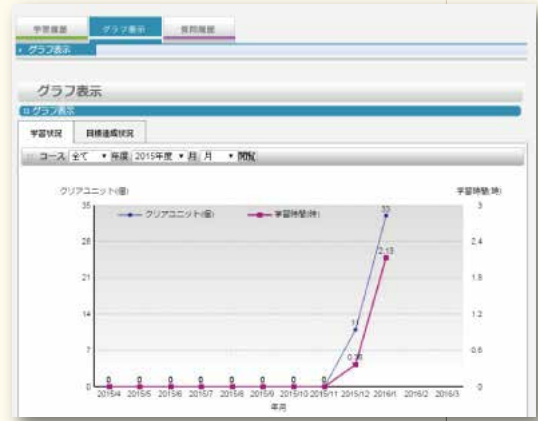 学習履歴 グラフ表示 質問履歴
グラフ表示
グラフ表示
グラフ表示
学習状況 目標達成状況
コース 全て 年度 2015年度 月 月 閲覧
クリアユニット(個) 学習時間(時)
クリアユニット(個) 学習時間(時)
35 3
28 2.4
21 1.8
14 1.2
7 0.6
0 0
33
2.13
11
0 0 0 0 0 0 0 0
2015/4 2015/5 2015/6 2015/7 2015/8 2015/9 2015/10 2015/11 2015/12 2016/1 2016/2 2016/3
年月